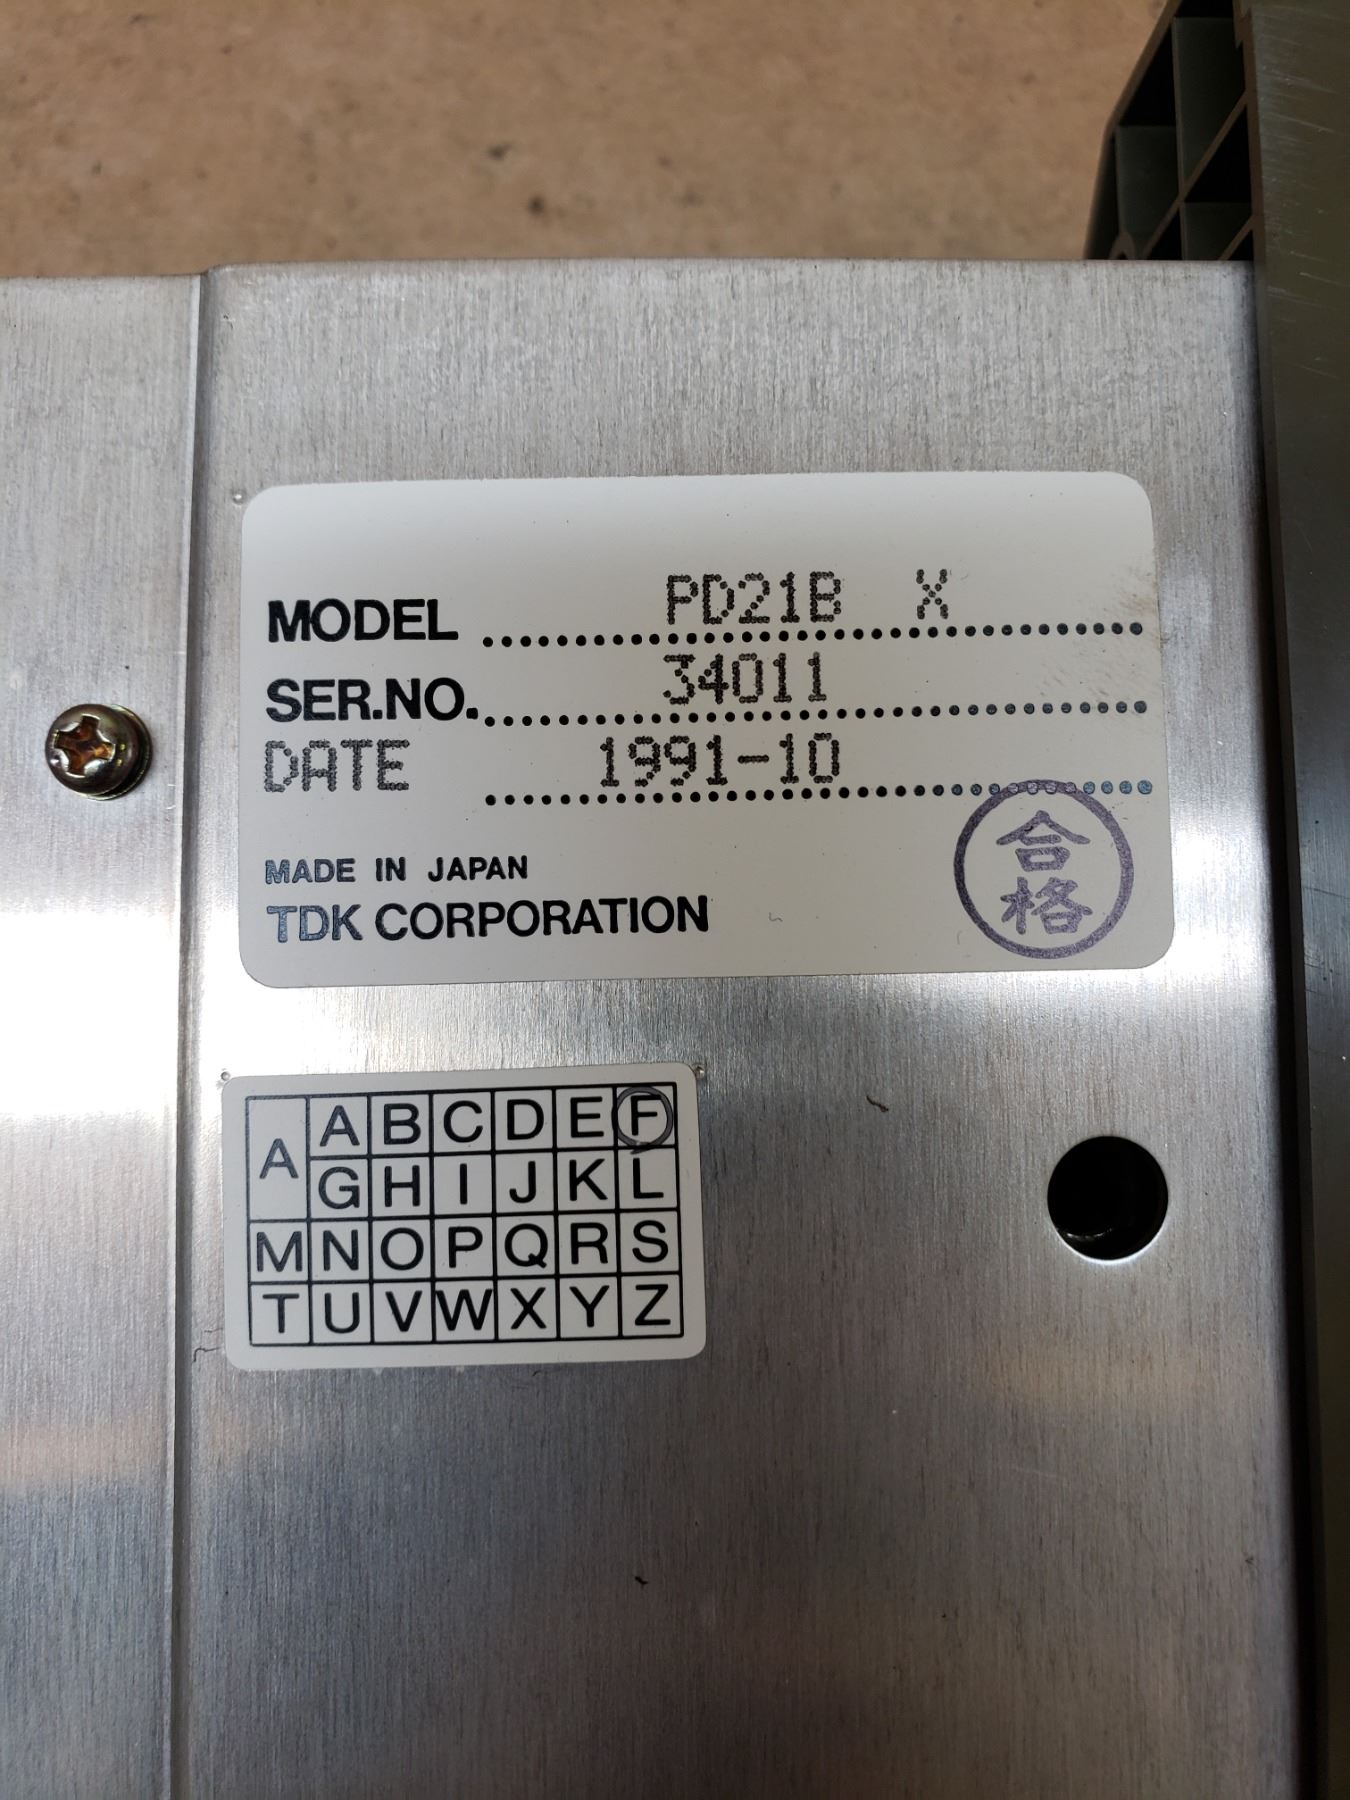 MODEL PD21B X
SER.NO. 34011
DATE 1991-10
MADE IN JAPAN
TDK CORPORATION
合格
A A B C D E F
G H I J K L
M N O P Q R S
T U V W X Y Z